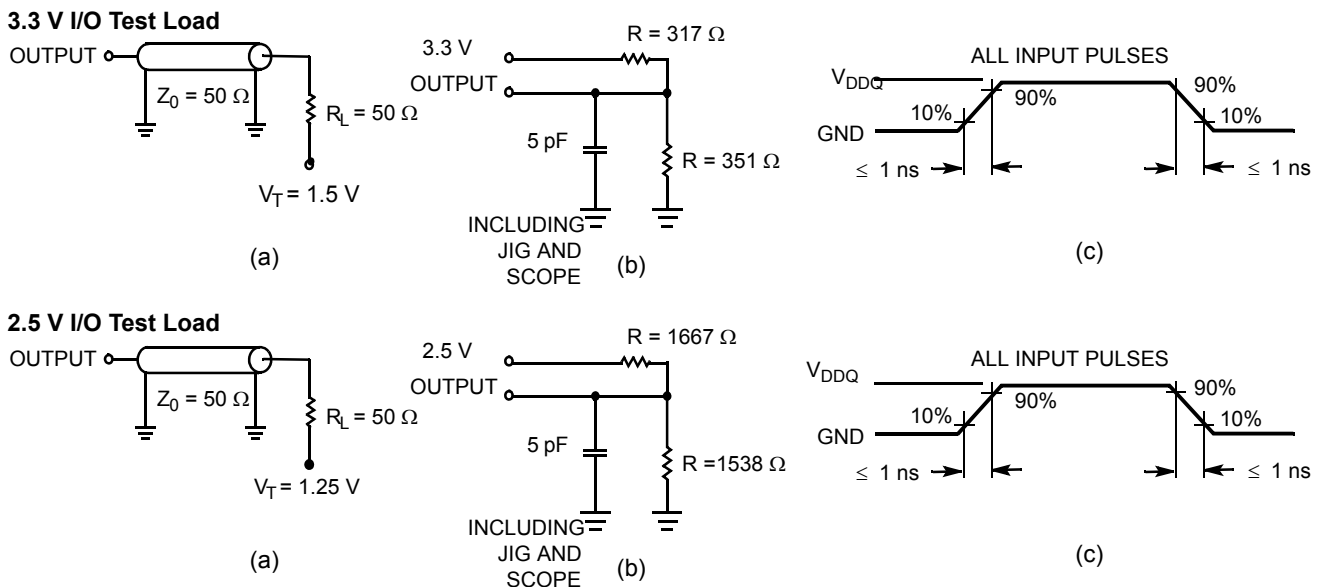 3.3 V I/O Test Load
OUTPUT
Z0 = 50 Ω
RL = 50 Ω
VT = 1.5 V
(a)
R = 317 Ω
3.3 V
OUTPUT
5 pF
R = 351 Ω
INCLUDING
JIG AND
SCOPE
(b)
ALL INPUT PULSES
VDDQ
GND
10%
90%
90%
10%
≤ 1 ns
≤ 1 ns
(c)
2.5 V I/O Test Load
OUTPUT
Z0 = 50 Ω
RL = 50 Ω
VT = 1.25 V
(a)
R = 1667 Ω
2.5 V
OUTPUT
5 pF
R =1538 Ω
INCLUDING
JIG AND
SCOPE
(b)
ALL INPUT PULSES
VDDQ
GND
10%
90%
90%
10%
≤ 1 ns
≤ 1 ns
(c)